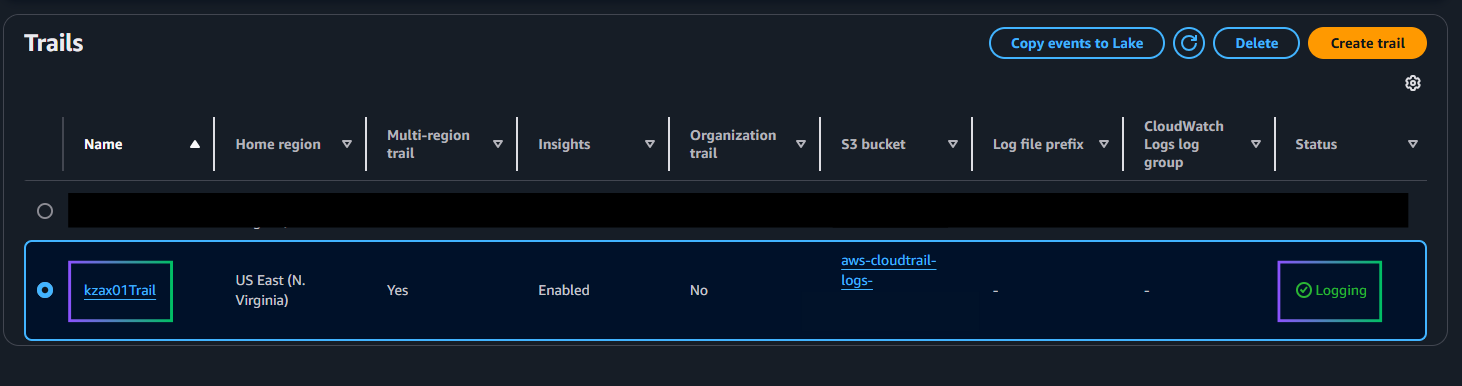 Trails
Copy events to Lake
Delete
Create trail
Name
Home region
Multi-region
trail
Insights
Organization
trail
S3 bucket
Log file prefix
CloudWatch
Logs log
group
Status
kzax01Trail
US East (N.
Virginia)
Yes
Enabled
No
aws-cloudtrail-
logs-
-
-
Logging